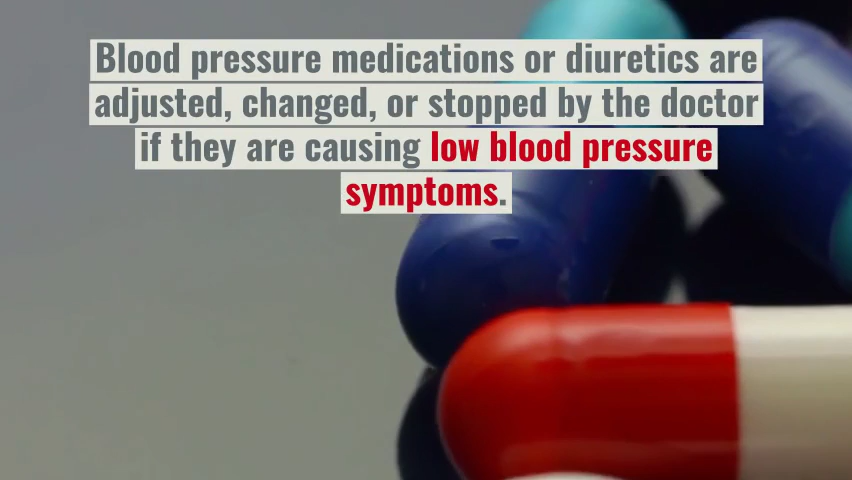 Blood pressure medications or diuretics are
adjusted, changed, or stopped by the doctor
if they are causing low blood pressure
symptoms.